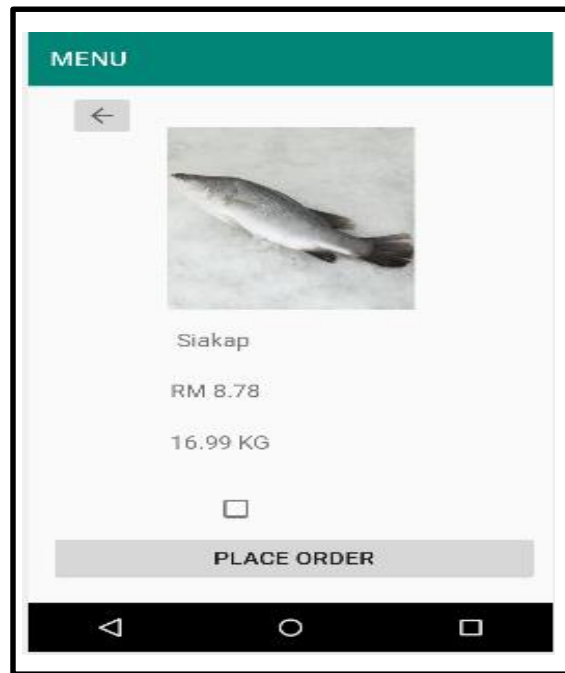 MENU
Siakap
RM 8.78
16.99 KG
PLACE ORDER